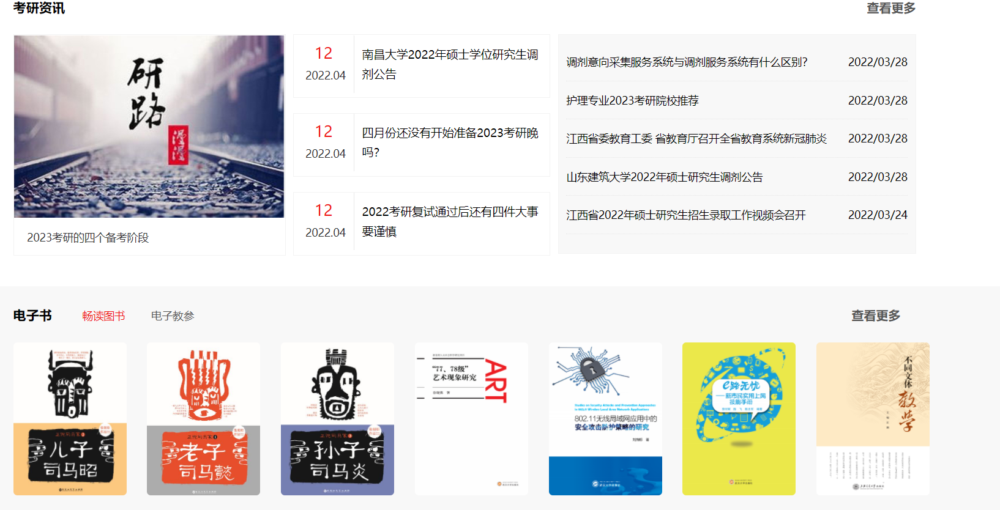 考研资讯
查看更多
研
路
漫漫
2023考研的四个备考阶段
12
2022.04
南昌大学2022年硕士学位研究生调
剂公告
12
2022.04
四月份还没有开始准备2023考研晚
吗？
12
2022.04
2022考研复试通过后还有四件大事
要谨慎
调剂意向采集服务系统与调剂服务系统有什么区别？ 2022/03/28
护理专业2023考研院校推荐 2022/03/28
江西省委教育工委 省教育厅召开全省教育系统新冠肺炎 2022/03/28
山东建筑大学2022年硕士研究生调剂公告 2022/03/28
江西省2022年硕士研究生招生录取工作视频会召开 2022/03/24
电子书 畅读图书 电子教参 查看更多
儿子
司马昭
老子
司马懿
孙子
司马炎
“77、78级”
艺术现象研究
ART
Studies on Security Attacks and Prevention Approaches
in 802.11 Wireless Local Area Network Applications
802.11无线局域网应用中的
安全攻击防护策略的研究
e路无忧
——新市民实用上网
技能手册
不同文体
教学